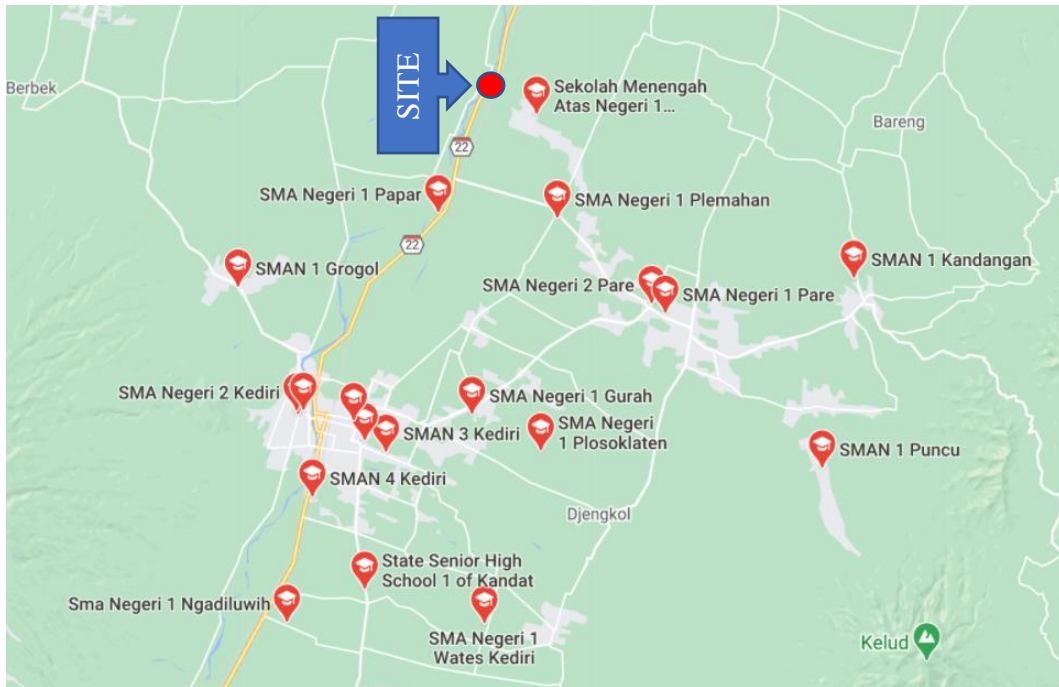 SITE
Berbek
Sekolah Menengah
Atas Negeri 1...
Bareng
22
SMA Negeri 1 Papar
SMA Negeri 1 Plemahan
22
SMAN 1 Grogol
SMAN 1 Kandangan
SMA Negeri 2 Pare
SMA Negeri 1 Pare
SMA Negeri 2 Kediri
SMA Negeri 1 Gurah
SMAN 3 Kediri
SMA Negeri
1 Plosoklaten
SMAN 1 Puncu
SMAN 4 Kediri
Djengkol
State Senior High
School 1 of Kandat
Sma Negeri 1 Ngadiluwih
SMA Negeri 1
Wates Kediri
Kelud